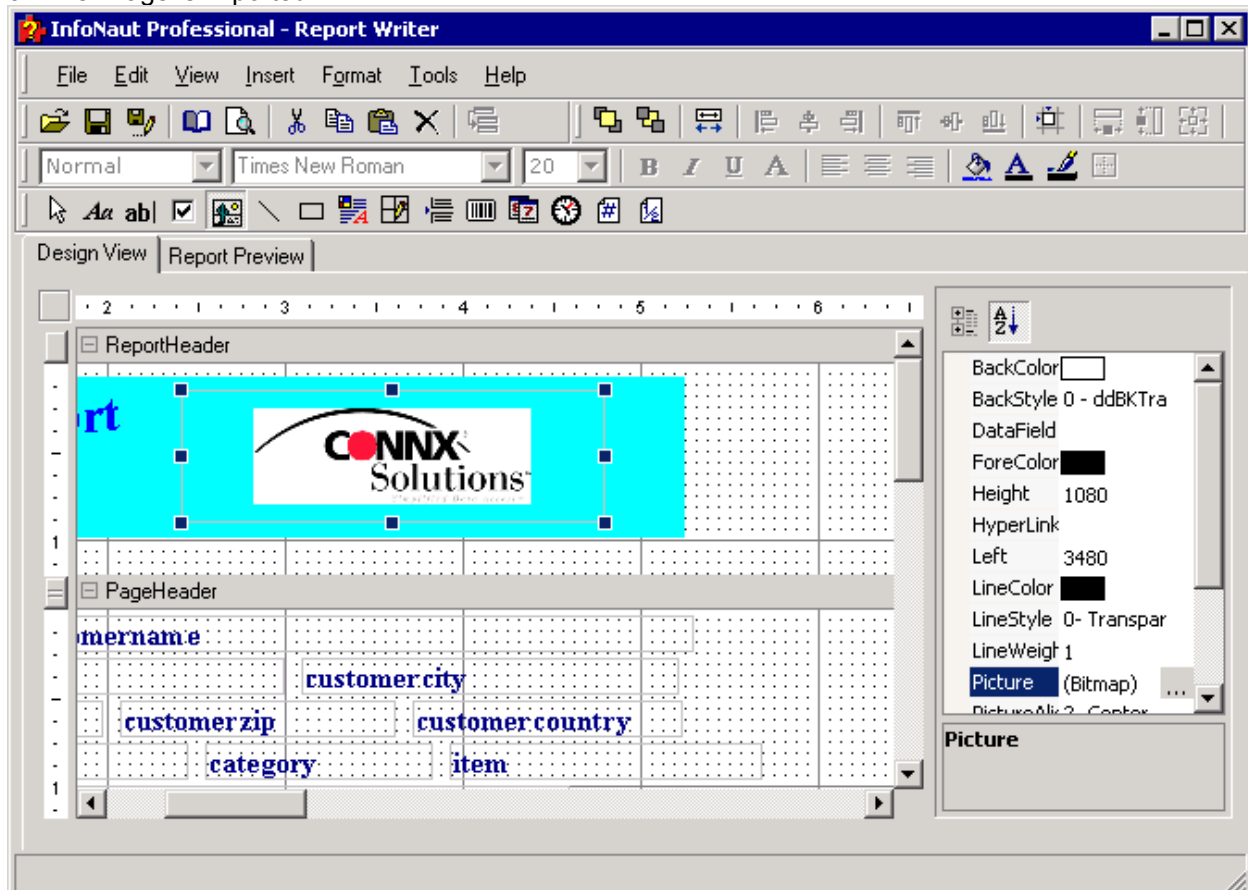 InfoNaut Professional - Report Writer
File Edit View Insert Format Tools Help
Normal Times New Roman 20 B I U A A
Aa ab|
Design View Report Preview
2 3 4 5 6
A Z
ReportHeader
BackColor
BackStyle 0 - ddBKTra
rt
DataField
CONNX
Solutions
ForeColor
Height 1080
HyperLink
Left 3480
1
LineColor
PageHeader
LineStyle 0- Transpar
omername
LineWeigh 1
customer.city
Picture (Bitmap) ...
customerzip customer.country
category item
Picture
1